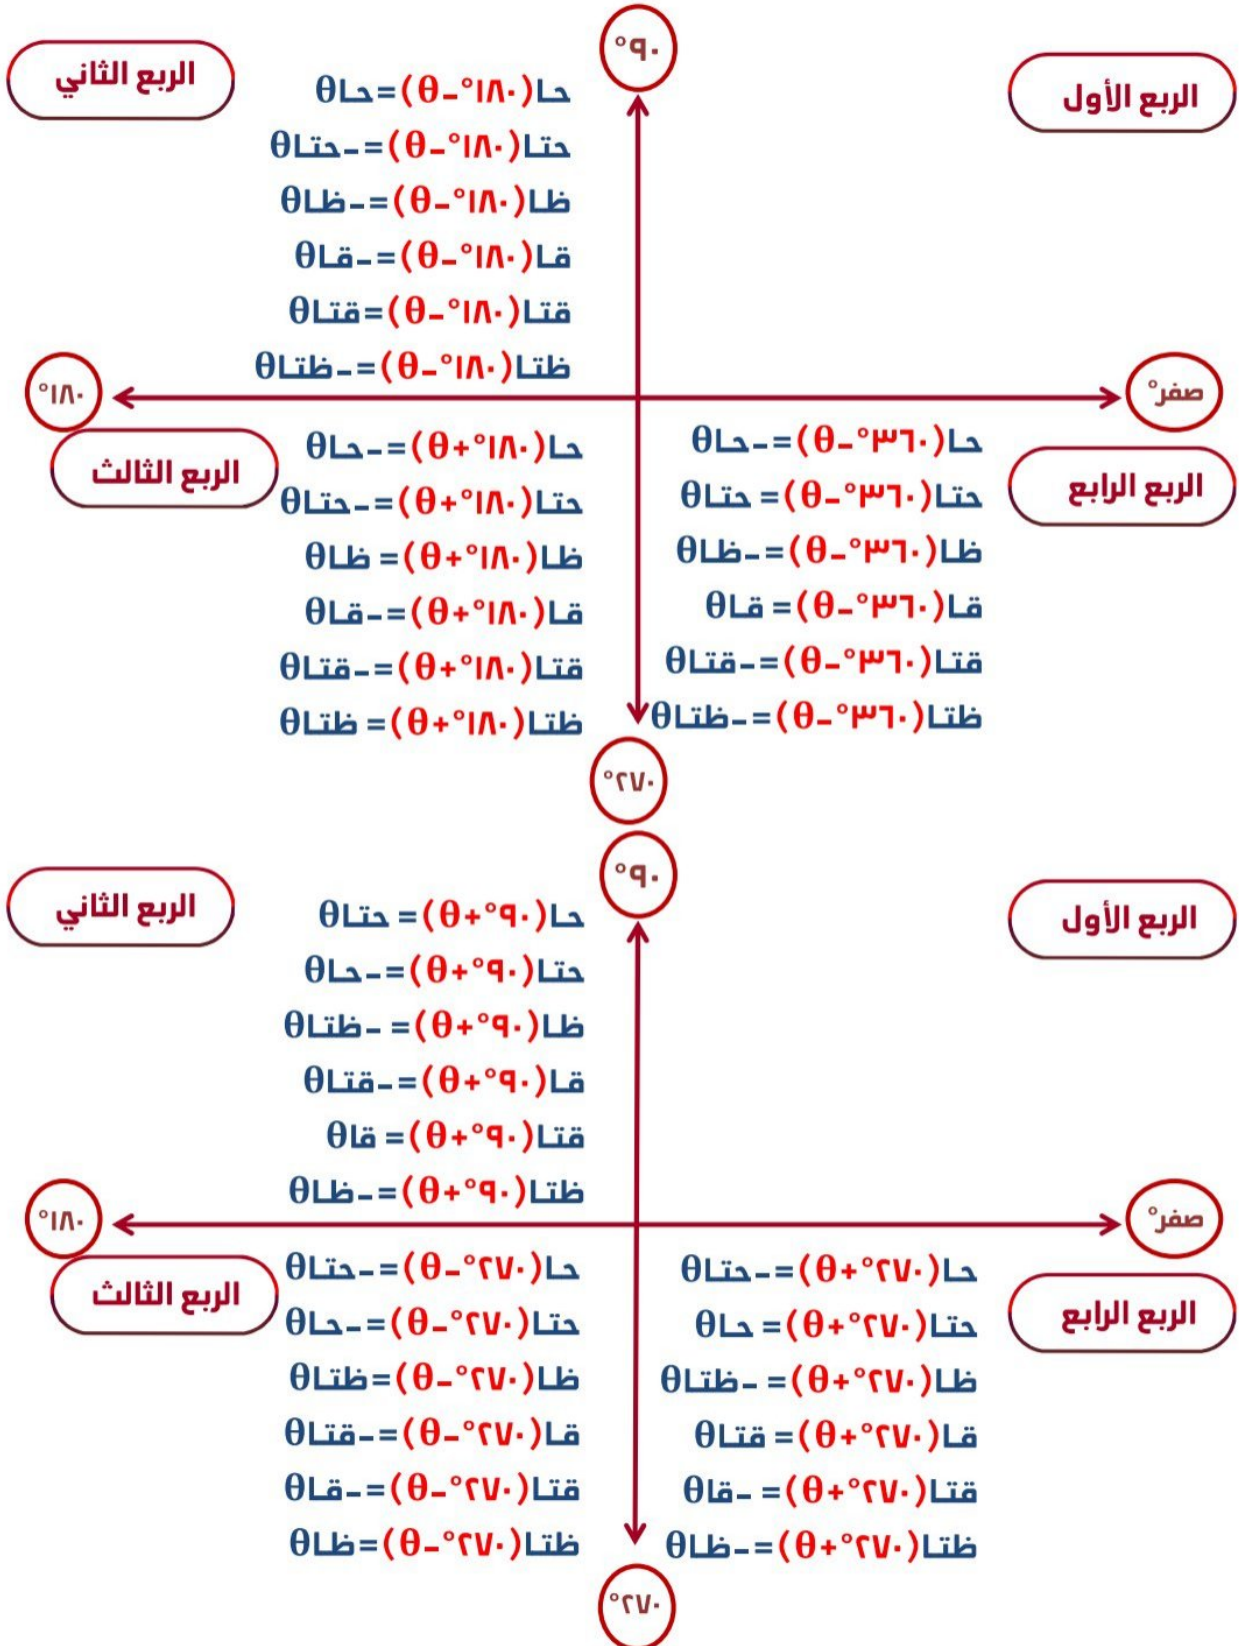 °٩٠
الربع الأول
الربع الثاني
حا(١٨٠°-θ)=حاθ
حتا(١٨٠°-θ)=-حتاθ
ظا(١٨٠°-θ)=-ظاθ
قا(١٨٠°-θ)=-قاθ
قتا(١٨٠°-θ)=قتاθ
ظتا(١٨٠°-θ)=-ظتاθ
صفر°
°١٨٠
الربع الرابع
حا(٣٦٠°-θ)=-حاθ
حتا(٣٦٠°-θ)= حتاθ
ظا(٣٦٠°-θ)=-ظاθ
قا(٣٦٠°-θ)= قاθ
قتا(٣٦٠°-θ)=-قتاθ
ظتا(٣٦٠°-θ)=-ظتاθ
الربع الثالث
حا(١٨٠°+θ)=-حاθ
حتا(١٨٠°+θ)=-حتاθ
ظا(١٨٠°+θ)= ظاθ
قا(١٨٠°+θ)=-قاθ
قتا(١٨٠°+θ)=-قتاθ
ظتا(١٨٠°+θ)= ظتاθ
°٢٧٠
°٩٠
الربع الأول
الربع الثاني
حا(٩٠°+θ)= حتاθ
حتا(٩٠°+θ)=-حاθ
ظا(٩٠°+θ)= -ظتاθ
قا(٩٠°+θ)=-قتاθ
قتا(٩٠°+θ)= قاθ
ظتا(٩٠°+θ)=-ظاθ
صفر°
°١٨٠
الربع الرابع
حا(٢٧٠°+θ)=-حتاθ
حتا(٢٧٠°+θ)= حاθ
ظا(٢٧٠°+θ)= -ظتاθ
قا(٢٧٠°+θ)= قتاθ
قتا(٢٧٠°+θ)= -قاθ
ظتا(٢٧٠°+θ)=-ظاθ
الربع الثالث
حا(٢٧٠°-θ)=-حتاθ
حتا(٢٧٠°-θ)=-حاθ
ظا(٢٧٠°-θ)=ظتاθ
قا(٢٧٠°-θ)=-قتاθ
قتا(٢٧٠°-θ)=-قاθ
ظتا(٢٧٠°-θ)=ظاθ
°٢٧٠